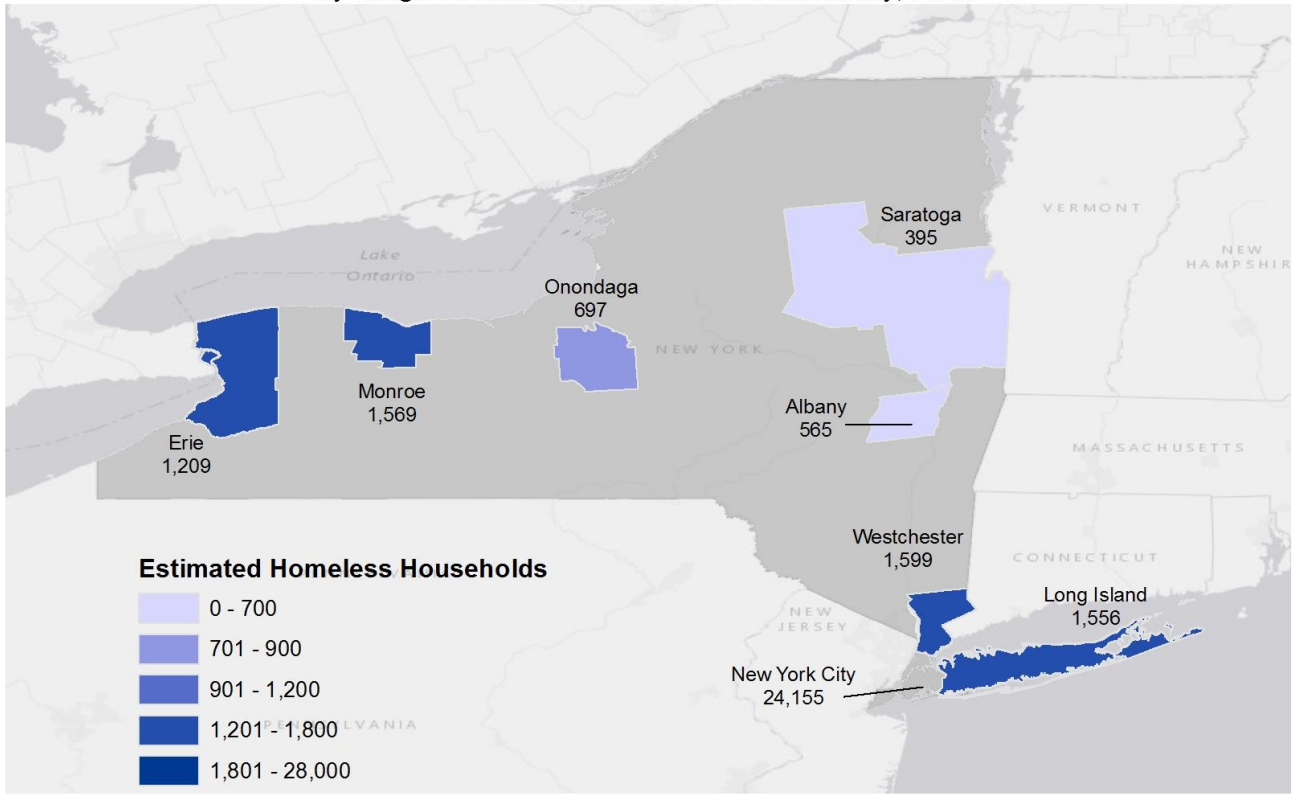 Saratoga
395
VERMONT
NEW
HAMPSHIR
Lake
Ontario
Onondaga
697
NEW YORK
Monroe
1,569
Albany
565
Erie
1,209
MASSACHUSETTS
Westchester
1,599
CONNECTICUT
Long Island
1,556
NEW
JERSEY
New York City
24,155
Estimated Homeless Households
0 - 700
701 - 900
901 - 1,200
1,201 - 1,800
1,801 - 28,000
PENNSYLVANIA